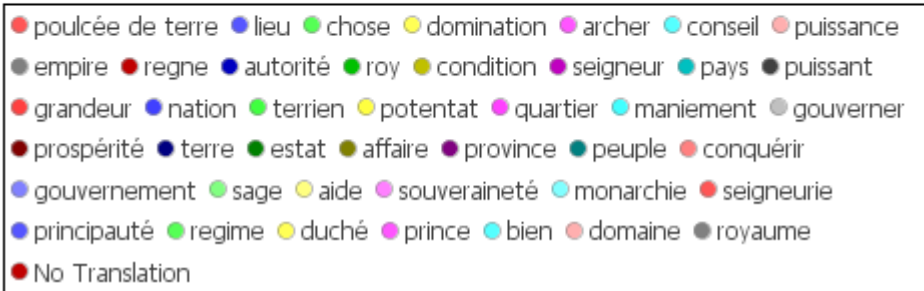 poulcée de terre lieu chose domination archer conseil puissance
empire regne autorité roy condition seigneur pays puissant
grandeur nation terrien potentat quartier maniement gouverner
prospérité terre estat affaire province peuple conquérir
gouvernement sage aide souveraineté monarchie seigneurie
principauté regime duché prince bien domaine royaume
No Translation